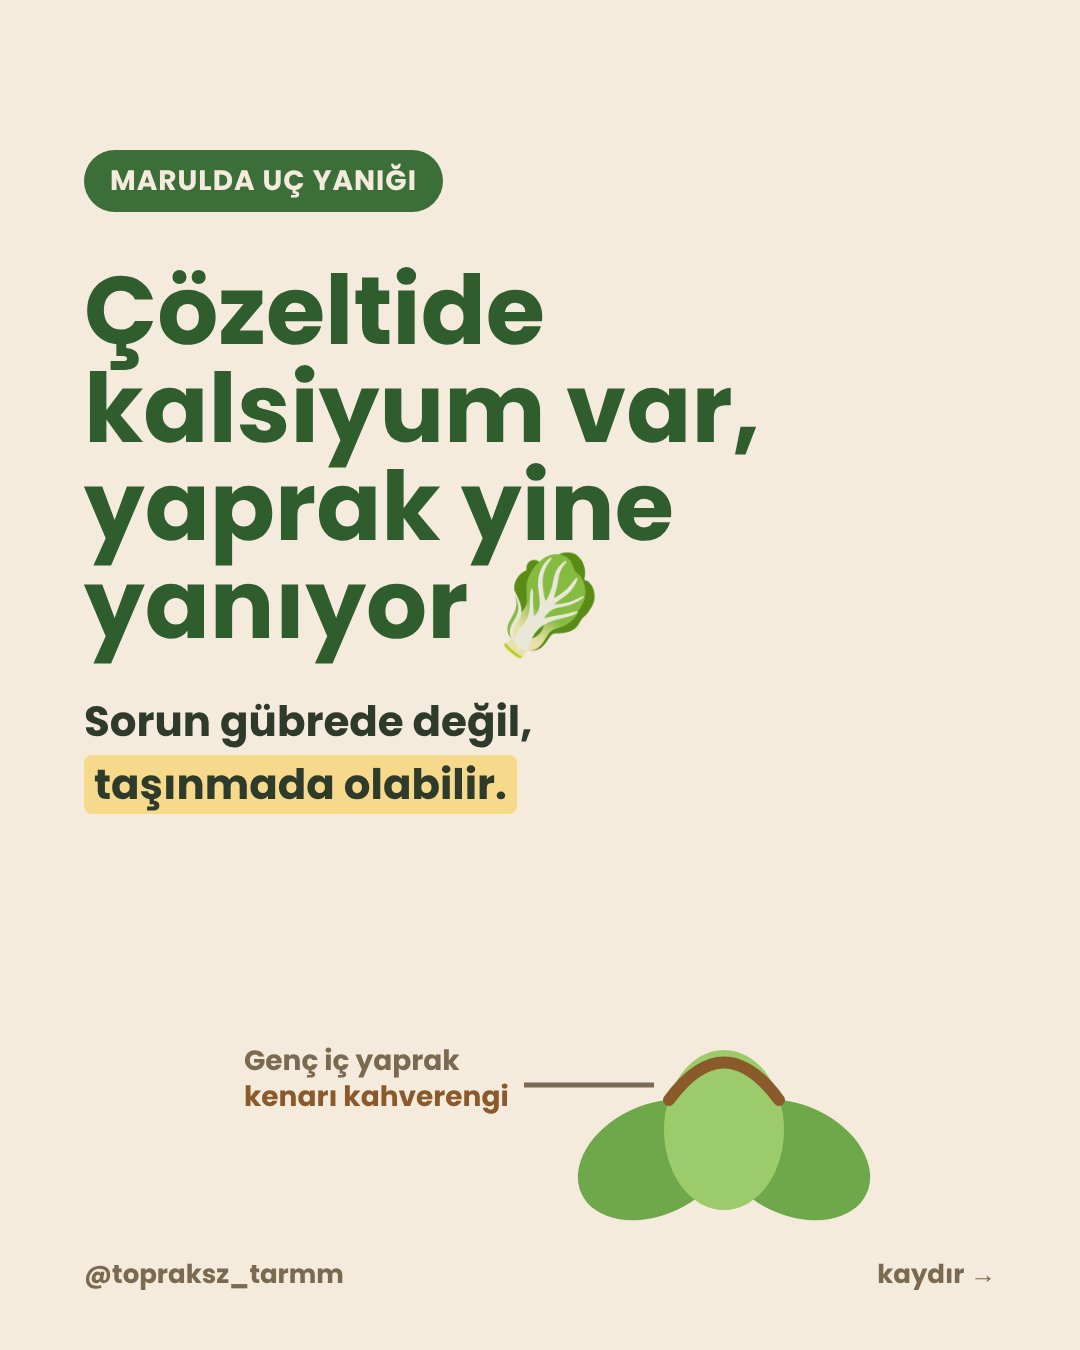 MARULDA UÇ YANIĞI
Çözeltide
kalsiyum var,
yaprak yine
yanıyor 🥬
Sorun gübrede değil,
taşınmada olabilir.
Genç iç yaprak
kenarı kahverengi
@topraksz_tarmm
kaydır →